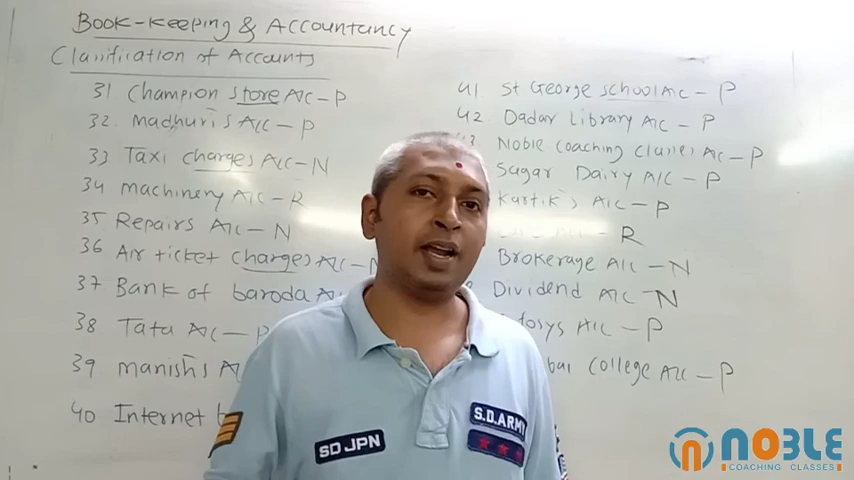 Book-Keeping & Accountancy
Classification of Accounts
31 Champion store A/C - P
32. madhuri's A/C - P
33. Taxi charges A/C - N
34 machinery A/C - R
35 Repairs A/C - N
36 Air ticket charges A/C - N
37 Bank of baroda A/C
38 Tata A/C - P
39 manish's A
40 Internet
41. St George school A/C - P
42 Dadar Library A/C - P
Noble Coaching Classes A/C - P
Sagar Dairy A/C - P
Kartik's A/C - P
- R
Brokerage A/C - N
Dividend A/C - N
A/C - P
College A/C - P
SD JPN
S.D.ARMY
NOBLE
COACHING CLASSES